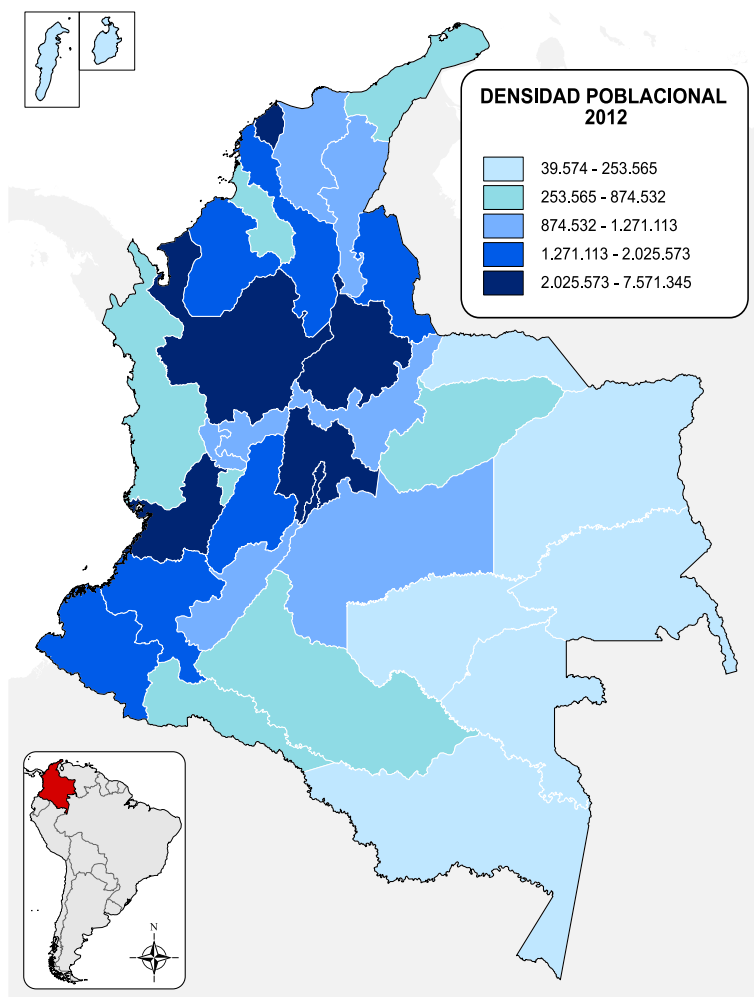 DENSIDAD POBLACIONAL
2012
39.574 - 253.565
253.565 - 874.532
874.532 - 1.271.113
1.271.113 - 2.025.573
2.025.573 - 7.571.345
N